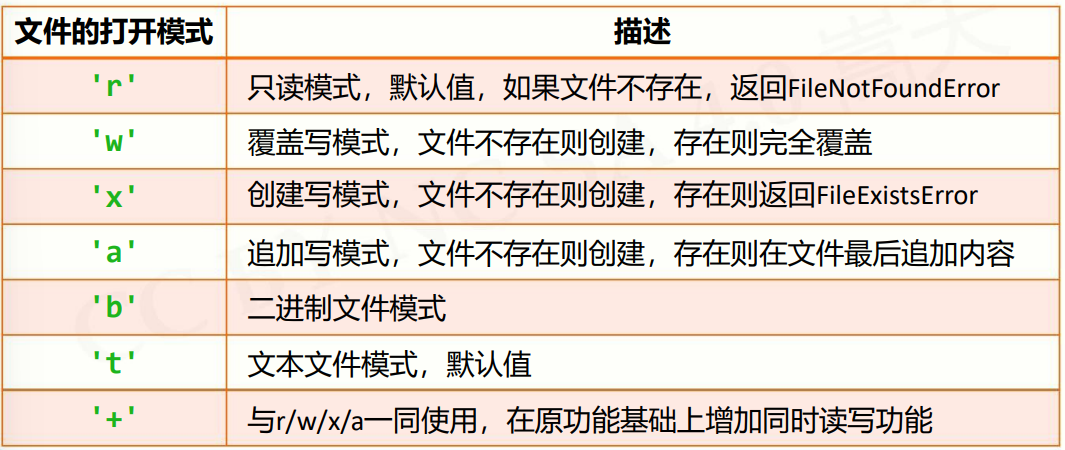 文件的打开模式 描述
'r' 只读模式，默认值，如果文件不存在，返回FileNotFoundError
'w' 覆盖写模式，文件不存在则创建，存在则完全覆盖
'x' 创建写模式，文件不存在则创建，存在则返回FileExistsError
'a' 追加写模式，文件不存在则创建，存在则在文件最后追加内容
'b' 二进制文件模式
't' 文本文件模式，默认值
'+' 与r/w/x/a一同使用，在原功能基础上增加同时读写功能